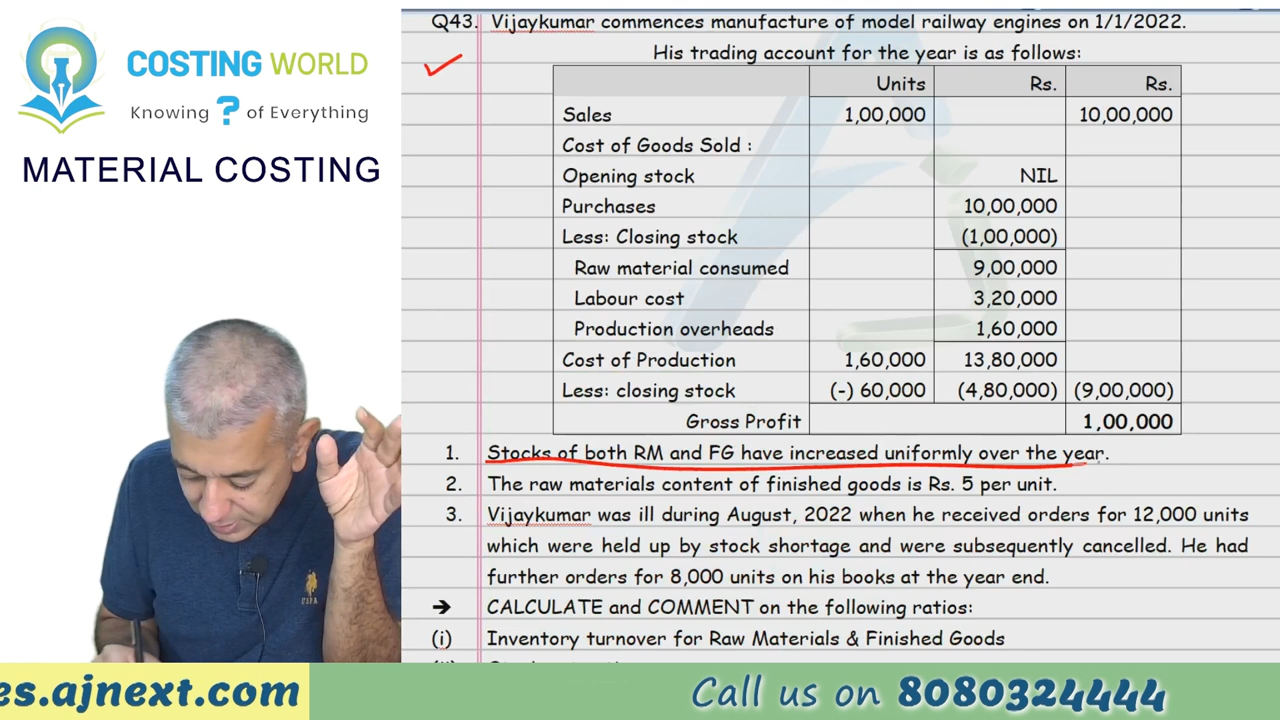 COSTING WORLD
Knowing ? of Everything
MATERIAL COSTING
Q43. Vijaykumar commences manufacture of model railway engines on 1/1/2022.
His trading account for the year is as follows:
Units Rs. Rs.
Sales 1,00,000 10,00,000
Cost of Goods Sold :
Opening stock NIL
Purchases 10,00,000
Less: Closing stock (1,00,000)
Raw material consumed 9,00,000
Labour cost 3,20,000
Production overheads 1,60,000
Cost of Production 1,60,000 13,80,000
Less: closing stock (-) 60,000 (4,80,000) (9,00,000)
Gross Profit 1,00,000
1. Stocks of both RM and FG have increased uniformly over the year.
2. The raw materials content of finished goods is Rs. 5 per unit.
3. Vijaykumar was ill during August, 2022 when he received orders for 12,000 units
which were held up by stock shortage and were subsequently cancelled. He had
further orders for 8,000 units on his books at the year end.
➔ CALCULATE and COMMENT on the following ratios:
(i) Inventory turnover for Raw Materials & Finished Goods
es.ajnext.com
Call us on 8080324444